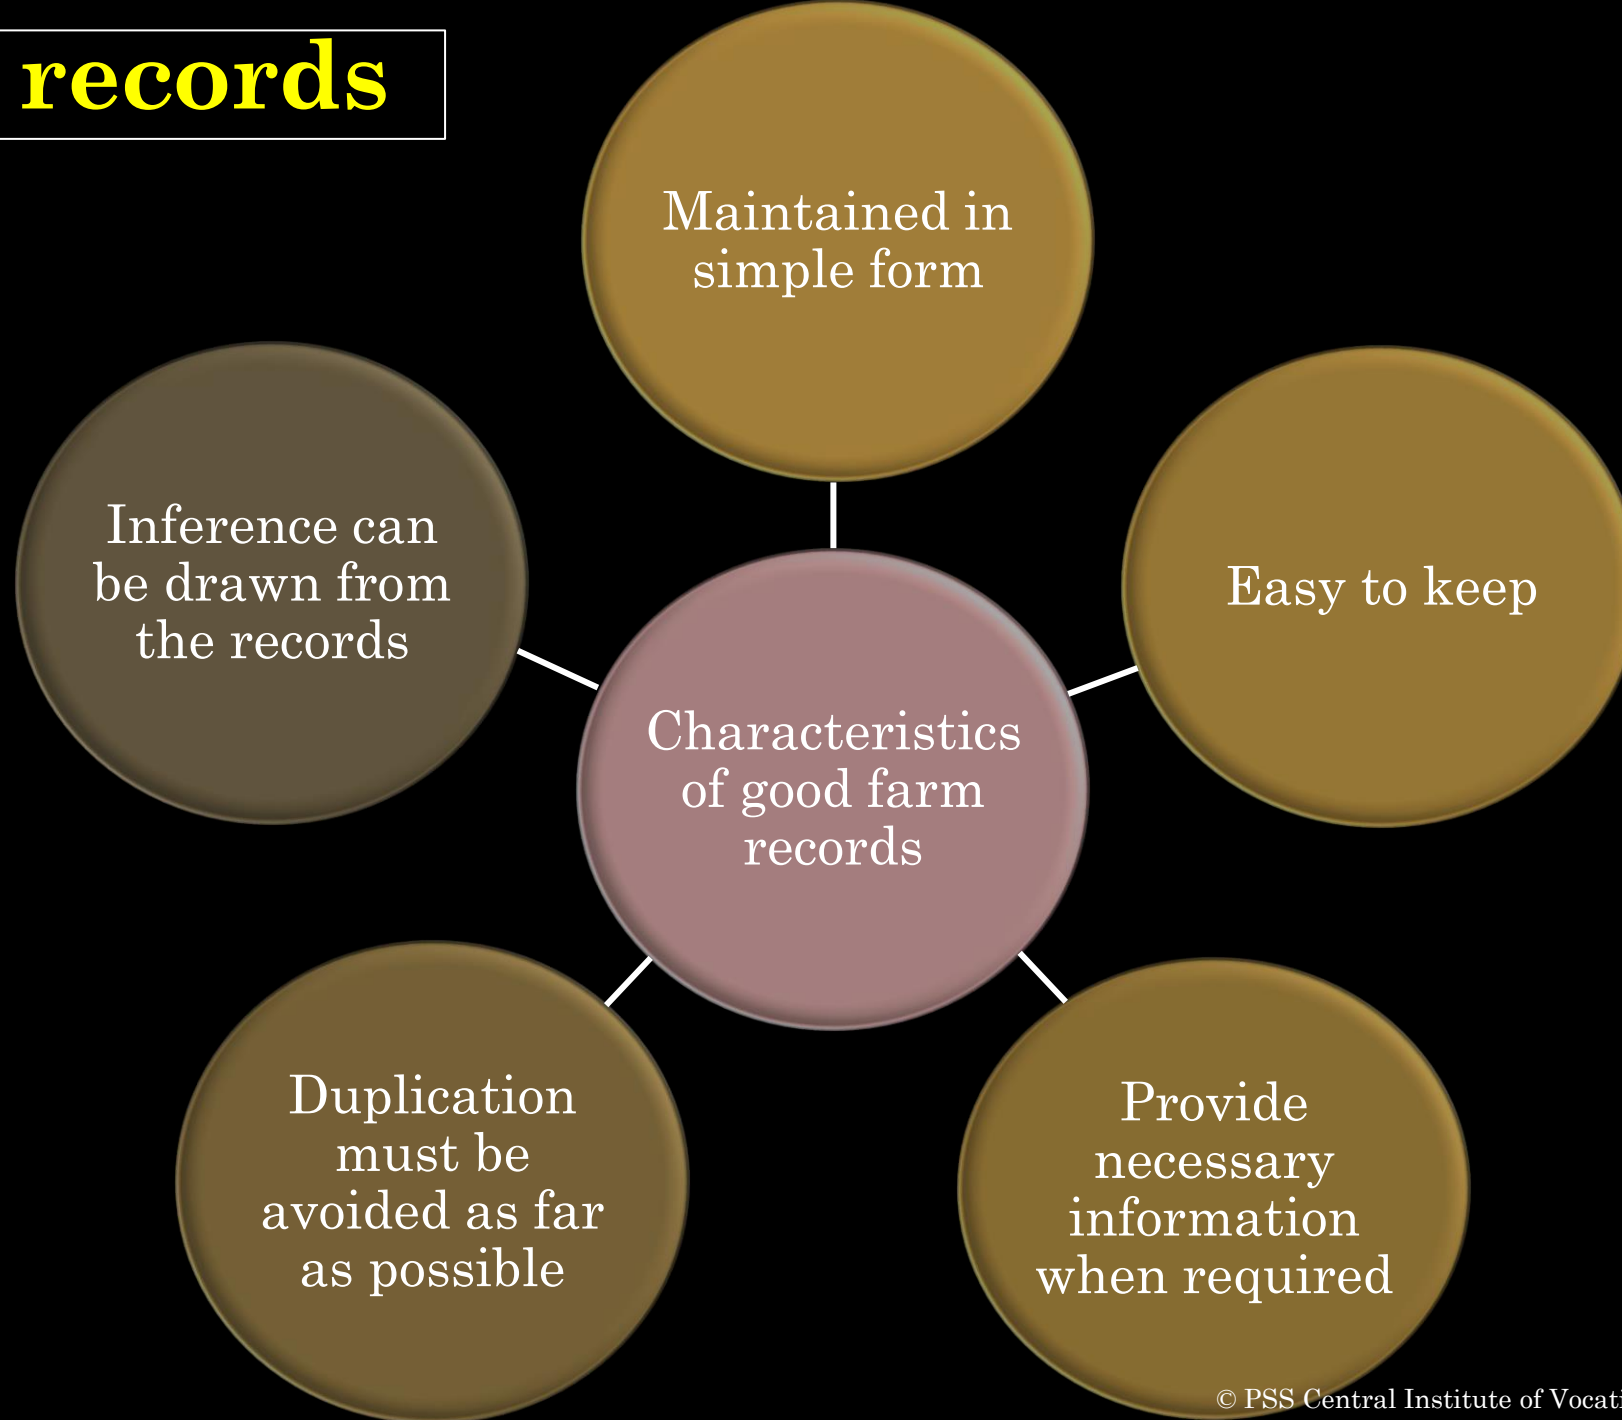 records
Maintained in
simple form
Easy to keep
Provide
necessary
information
when required
Duplication
must be
avoided as far
as possible
Inference can
be drawn from
the records
Characteristics
of good farm
records
© PSS Central Institute of